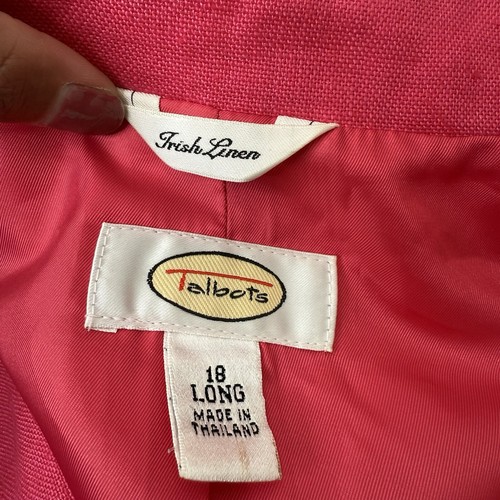 Irish Linen
Talbots
18
LONG
MADE IN
THAILAND